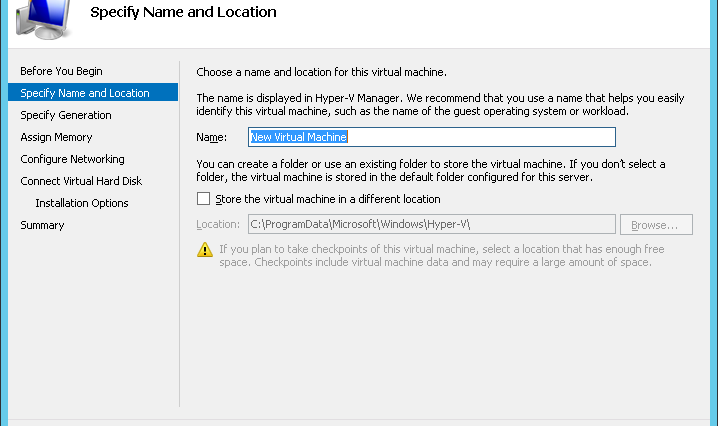 Specify Name and Location
Before You Begin
Specify Name and Location
Specify Generation
Assign Memory
Configure Networking
Connect Virtual Hard Disk
Installation Options
Summary
Choose a name and location for this virtual machine.
The name is displayed in Hyper-V Manager. We recommend that you use a name that helps you easily
identify this virtual machine, such as the name of the guest operating system or workload.
Name: New Virtual Machine
You can create a folder or use an existing folder to store the virtual machine. If you don't select a
folder, the virtual machine is stored in the default folder configured for this server.
Store the virtual machine in a different location
Location: C:\ProgramData\Microsoft\Windows\Hyper-V\ Browse...
If you plan to take checkpoints of this virtual machine, select a location that has enough free
space. Checkpoints include virtual machine data and may require a large amount of space.